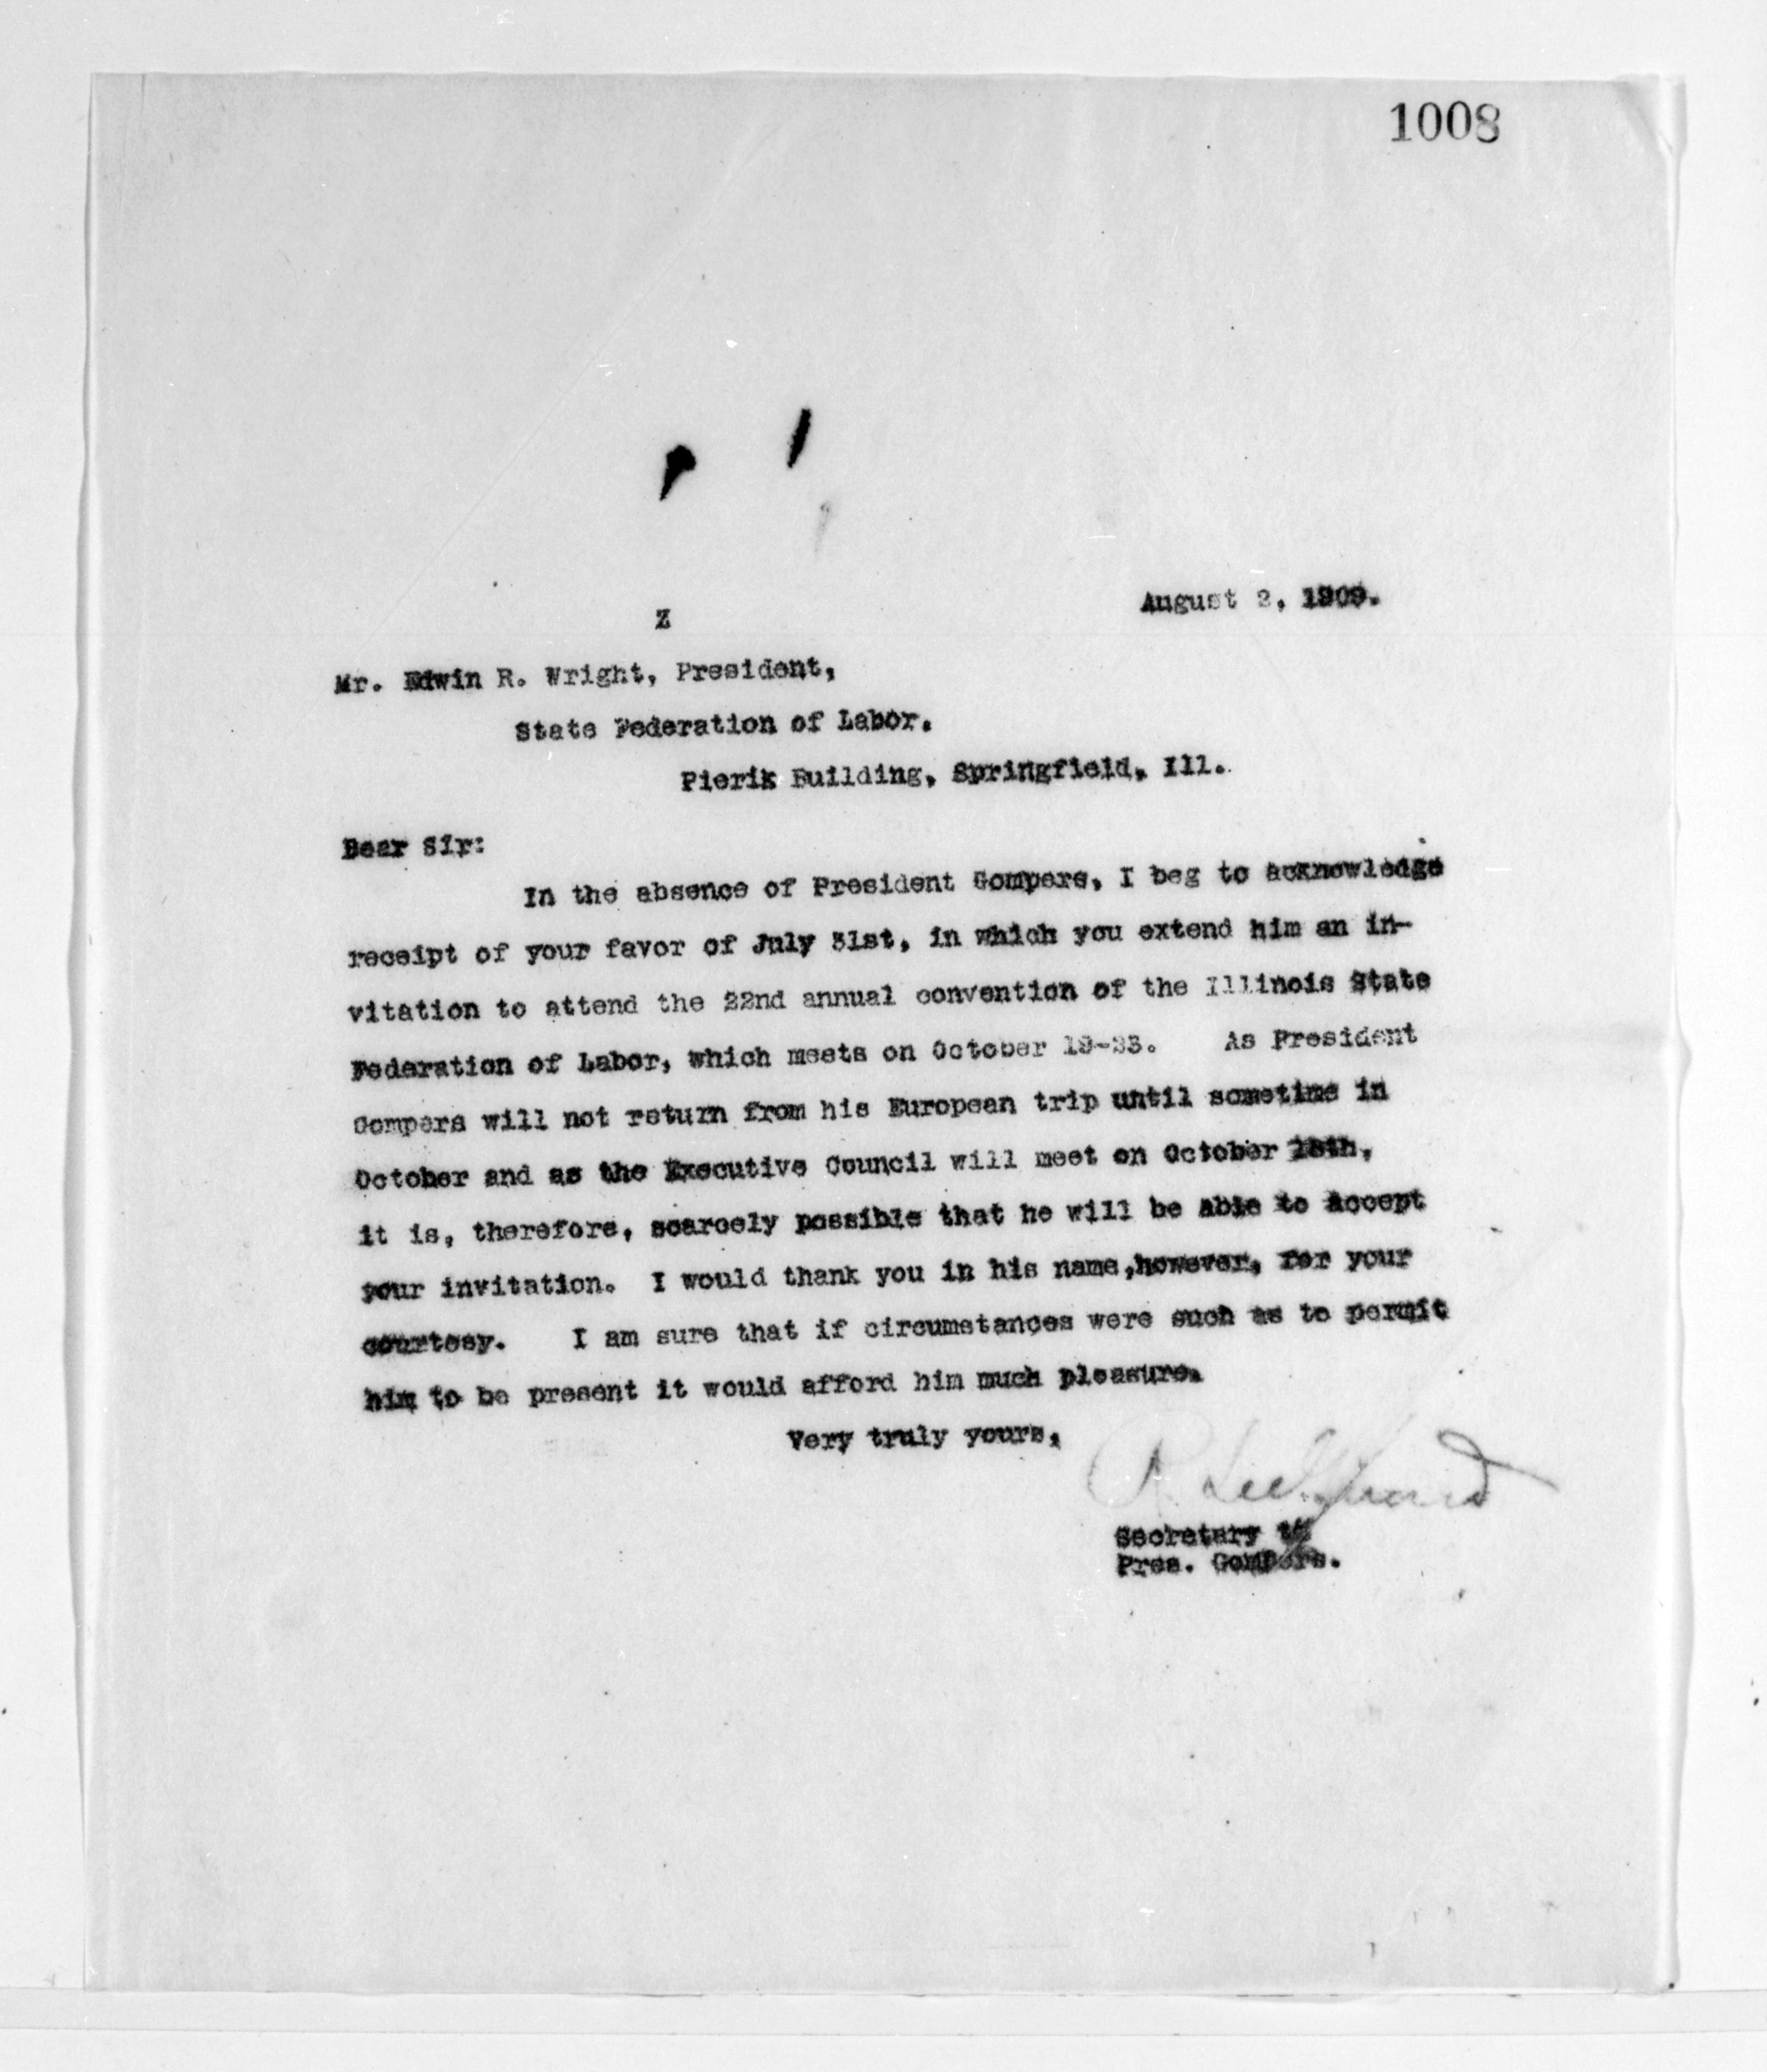 1008
August 2, 1909.
Z
Mr. Edwin R. Wright, President,
State Federation of Labor.
Pierik Building, Springfield, Ill.
Dear Sir:
In the absence of President Gompers, I beg to acknowledge
receipt of your favor of July 31st, in which you extend him an in-
vitation to attend the 22nd annual convention of the Illinois State
Federation of Labor, which meets on October 19-23. As President
Gompers will not return from his European trip until sometime in
October and as the Executive Council will meet on October
it is, therefore, scarcely possible that he will be able to accept
your invitation. I would thank you in his name, however, for your
courtesy. I am sure that if circumstances were such as to permit
him to be present it would afford him much pleasure.
Very truly yours,
R. Lee Guard
Secretary to
Pres. Gompers.